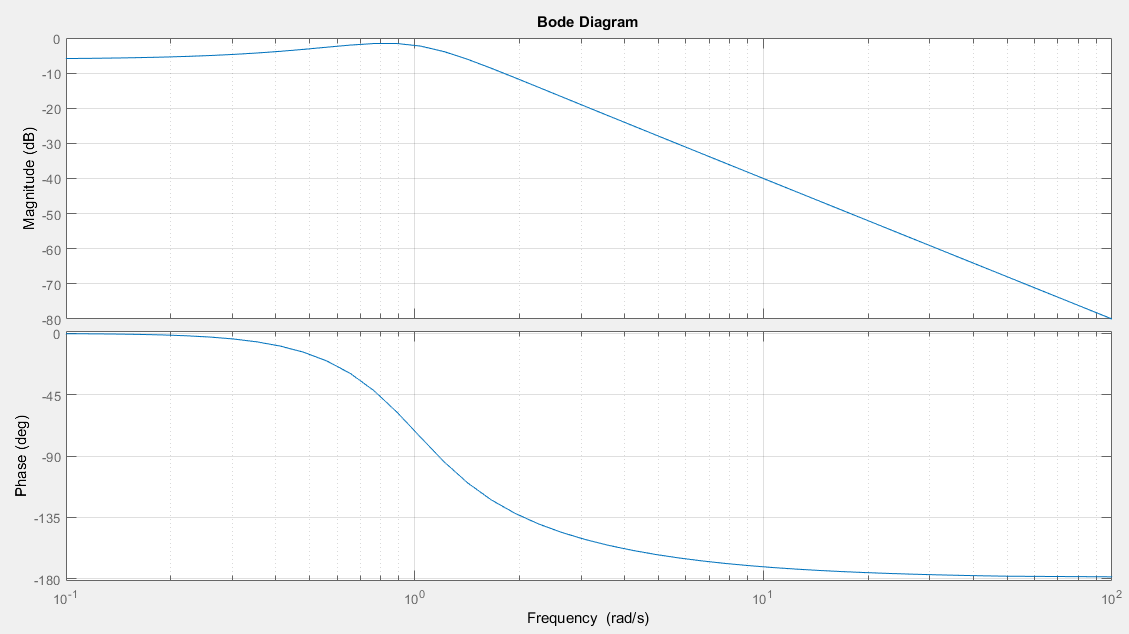 Bode Diagram
Magnitude (dB)
0
-10
-20
-30
-40
-50
-60
-70
-80
Phase (deg)
0
-45
-90
-135
-180
10^-1 10^0 10^1 10^2
Frequency (rad/s)